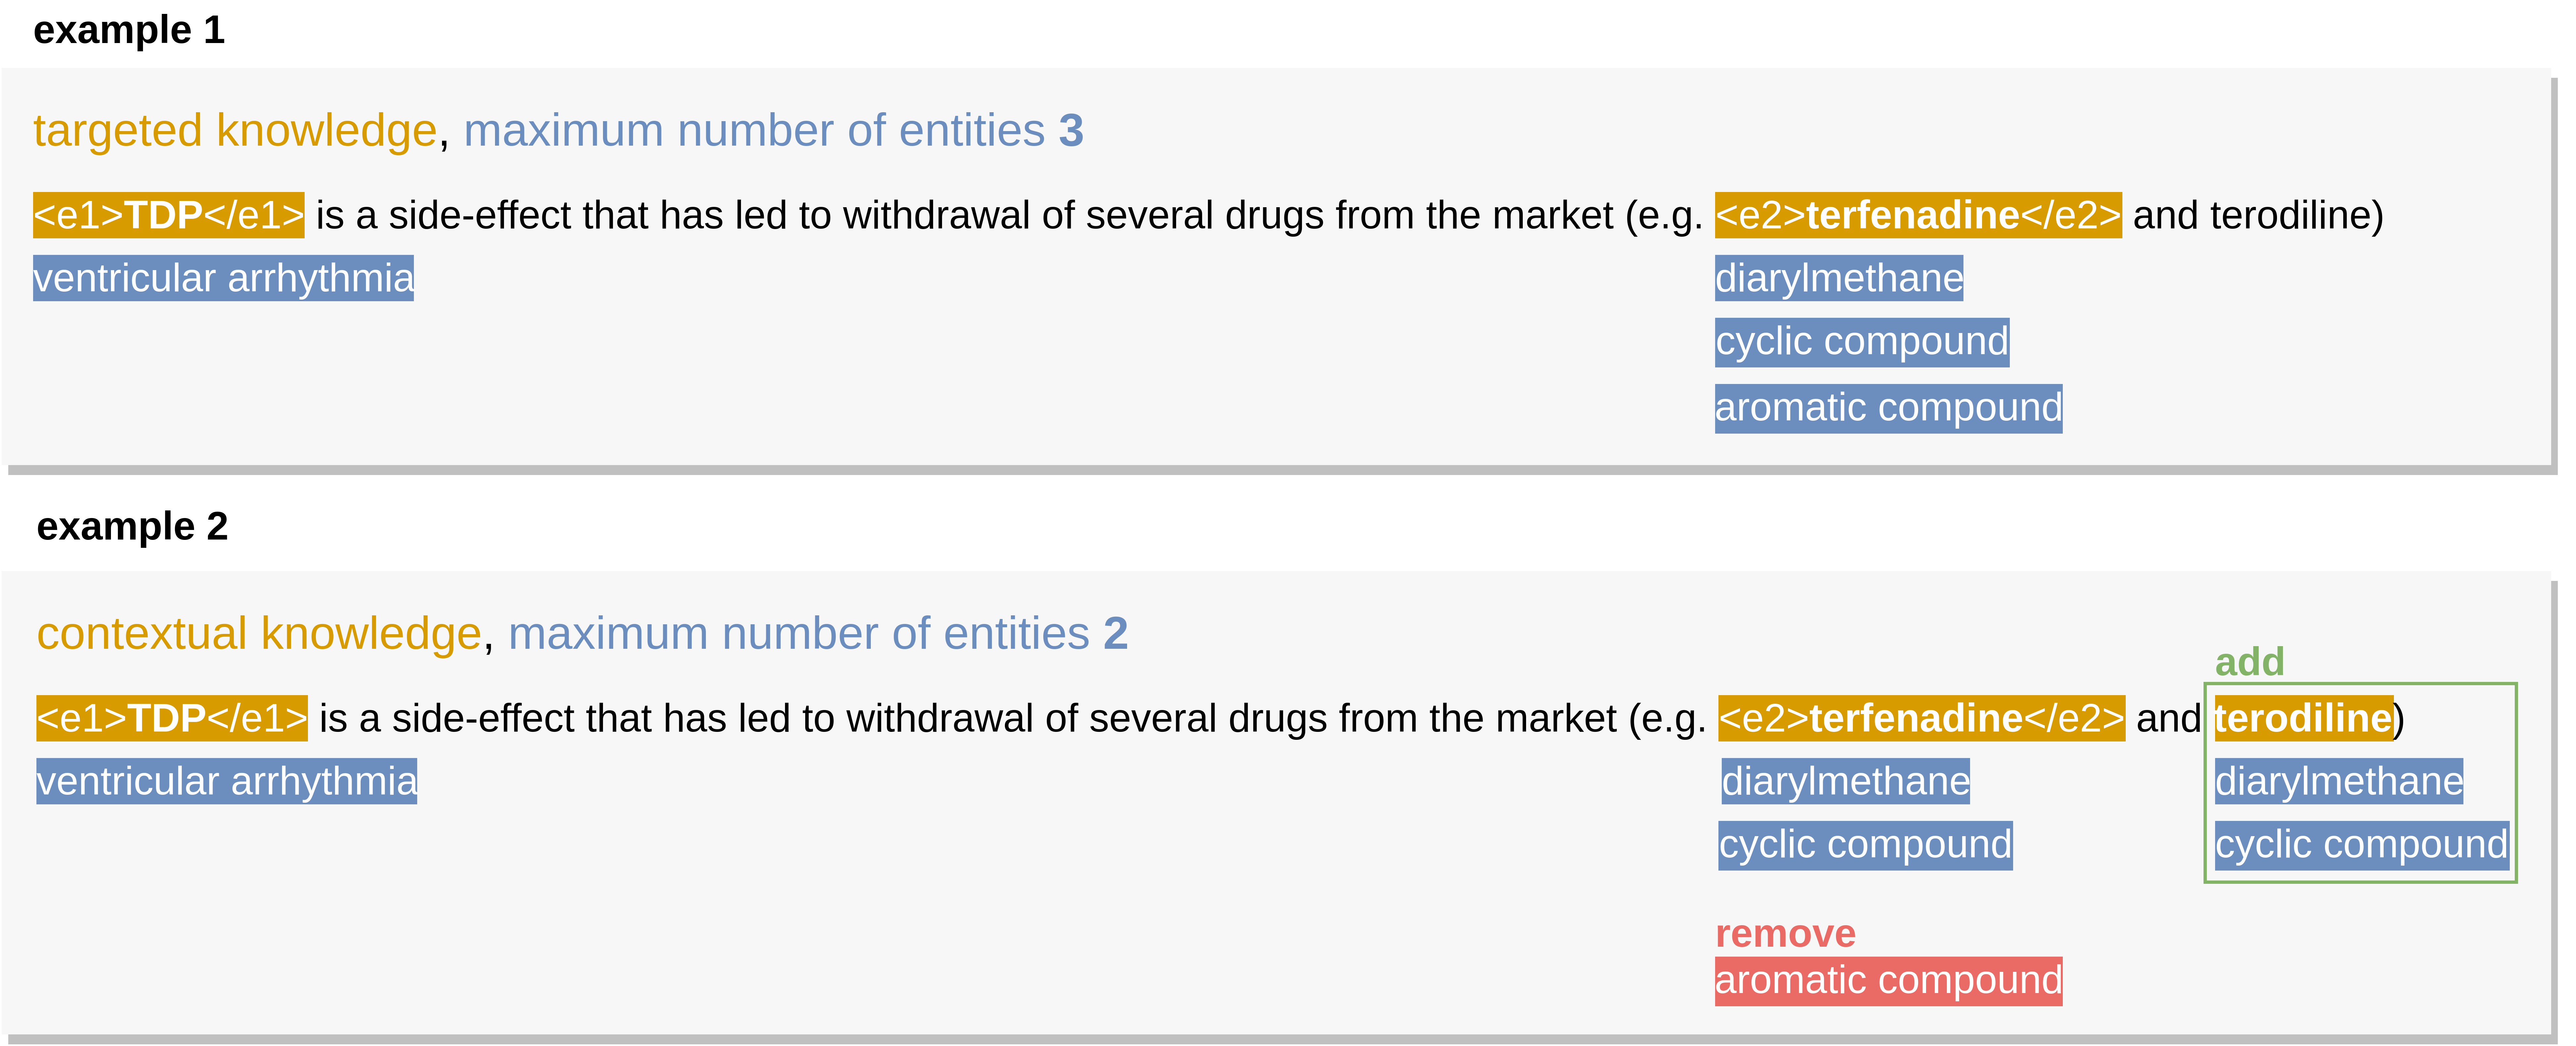 example 1
targeted knowledge, maximum number of entities 3
<e1>TDP</e1> is a side-effect that has led to withdrawal of several drugs from the market (e.g. <e2>terfenadine</e2> and terodiline)
ventricular arrhythmia diarylmethane
cyclic compound
aromatic compound
example 2
contextual knowledge, maximum number of entities 2
add
<e1>TDP</e1> is a side-effect that has led to withdrawal of several drugs from the market (e.g. <e2>terfenadine</e2> and terodiline)
ventricular arrhythmia diarylmethane diarylmethane
cyclic compound cyclic compound
remove
aromatic compound